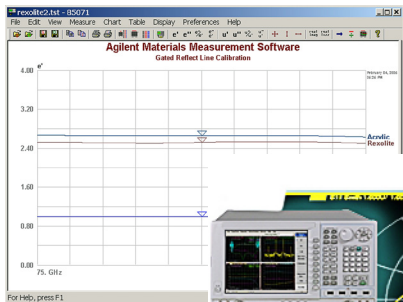 rexolite2.tst - 85071
File Edit View Measure Chart Table Display Preferences Help
Agilent Materials Measurement Software
Gated Reflect Line Calibration
4.00 e'
3.20
Acrylic
Rexolite
2.40
1.60
0.80
0.00
75. GHz
For Help, press F1